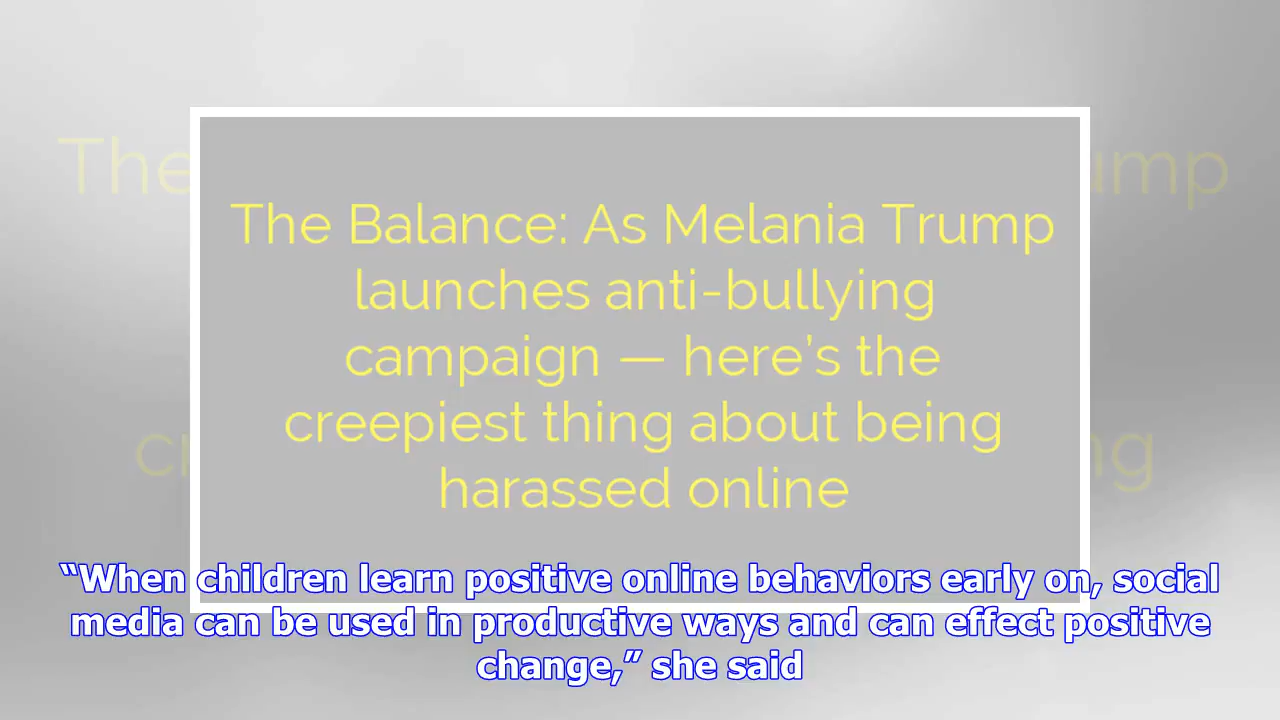 The Balance: As Melania Trump
launches anti-bullying
campaign — here’s the
creepiest thing about being
harassed online
“When children learn positive online behaviors early on, social
media can be used in productive ways and can effect positive
change,” she said